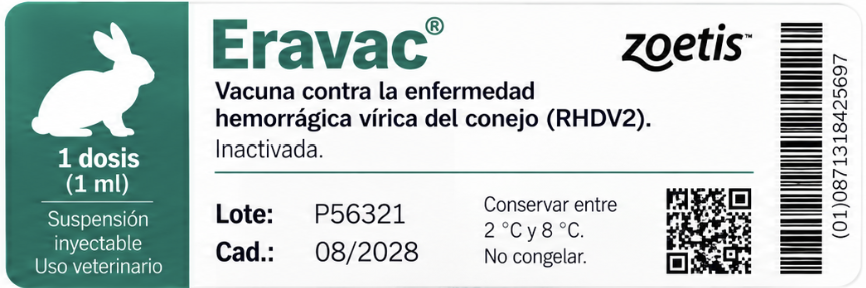 Eravac®
zoetis™
Vacuna contra la enfermedad
hemorrágica vírica del conejo (RHDV2).
Inactivada.
1 dosis
(1 ml)
Suspensión
inyectable
Uso veterinario
Lote: P56321
Cad.: 08/2028
Conservar entre
2 °C y 8 °C.
No congelar.
(01)08713184256​97